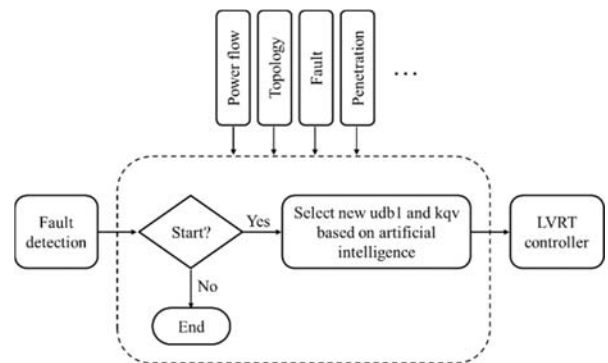 Power flow
Topology
Fault
Penetration
...
Fault
detection
Start?
Yes
Select new udb1 and kqv
based on artificial
intelligence
LVRT
controller
No
End